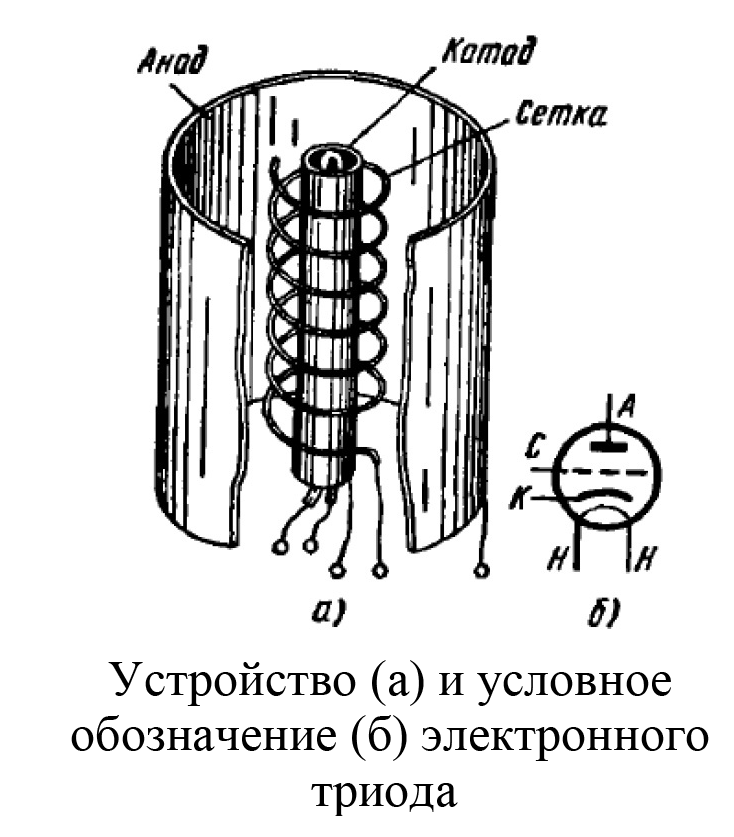 Анод
Катод
Сетка
А
С
К
Н Н
а)
б)
Устройство (а) и условное
обозначение (б) электронного
триода